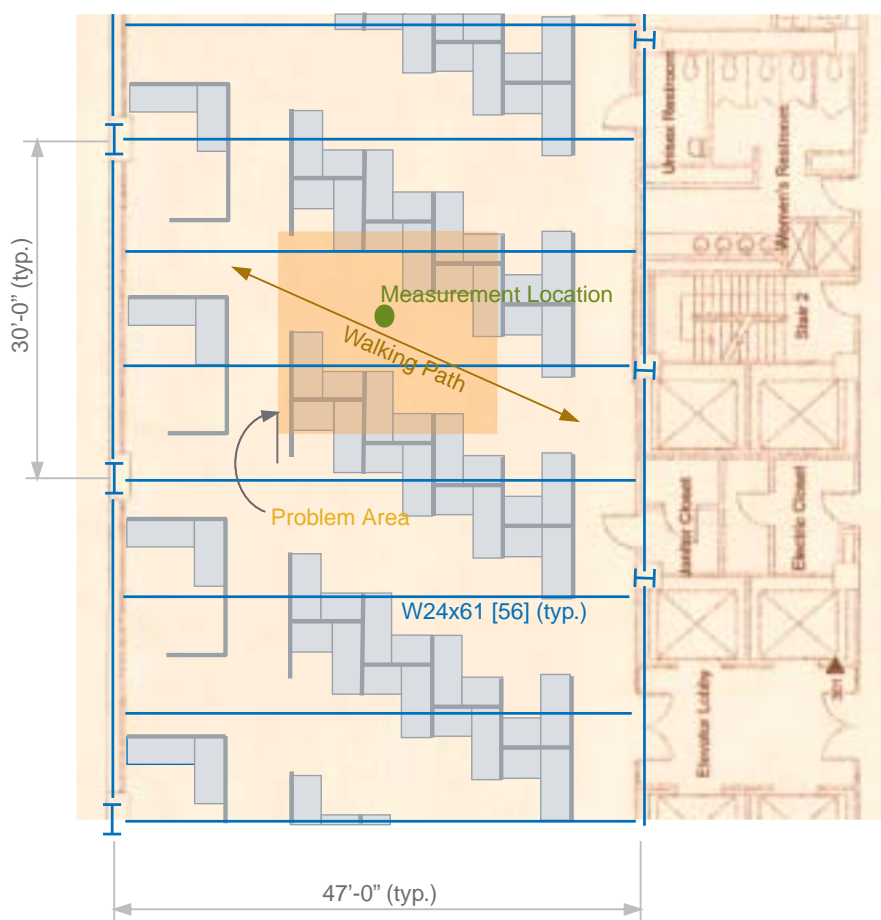 Unisex Restroom
Women's Restroom
30'-0" (typ.)
Measurement Location
Walking Path
Stair 2
Problem Area
Janitor Closet
Electric Closet
W24x61 [56] (typ.)
Elevator Lobby
301
47'-0" (typ.)